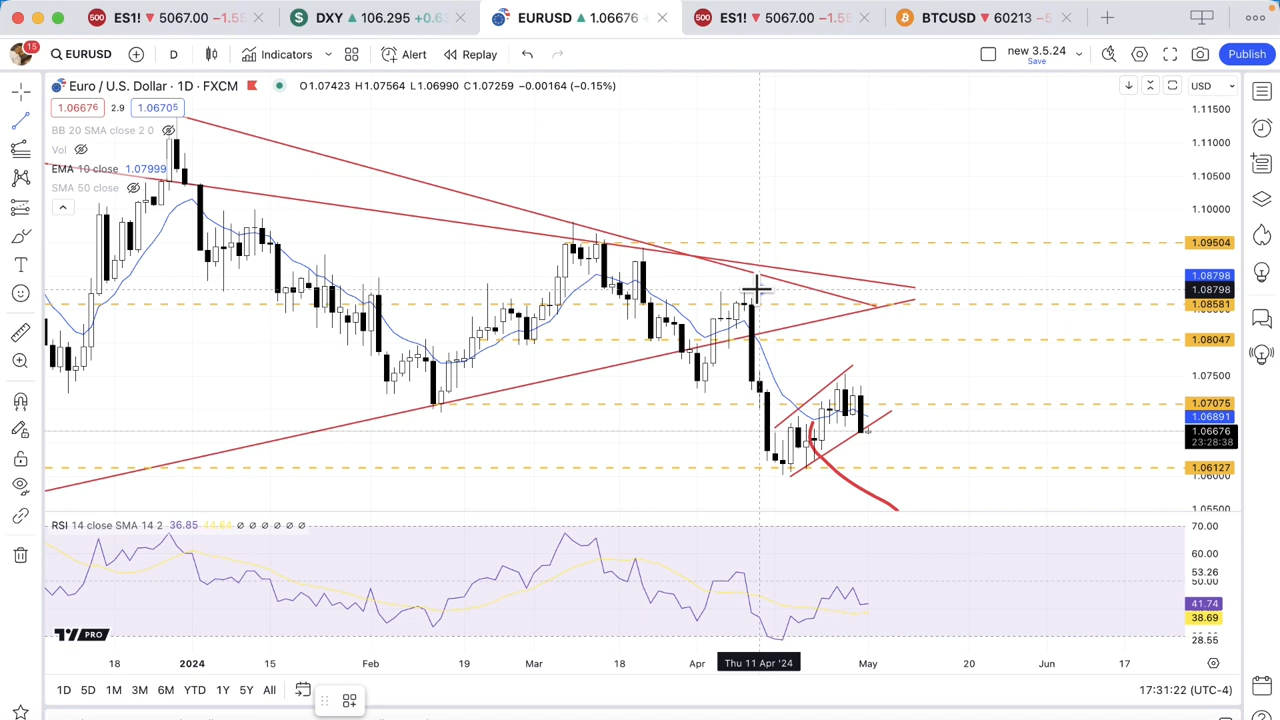 500 ES1! ▼ 5067.00 −1.5
S DXY ▲ 106.295 +0.6
EURUSD ▲ 1.06676 +
500 ES1! ▼ 5067.00 −1.5
BTCUSD ▼ 60213 −5
15 EURUSD D Indicators Alert Replay new 3.5.24 Save Publish
Euro / U.S. Dollar · 1D · FXCM O1.07423 H1.07564 L1.06990 C1.07259 −0.00164 (−0.15%)
1.06676 2.9 1.06705
BB 20 SMA close 2 0
Vol
EMA 10 close 1.07999
SMA 50 close
USD
1.11500
1.11000
1.10500
1.10000
1.09504
1.08798
1.08798
1.08581
1.08047
1.07500
1.07075
1.06891
1.06676
23:28:38
1.06127
1.06000
1.05500
RSI 14 close SMA 14 2 36.85 44.64 ∅ ∅ ∅ ∅ ∅ ∅
70.00
60.00
53.26
50.00
41.74
38.69
28.55
PRO
18 2024 15 Feb 19 Mar 18 Apr Thu 11 Apr '24 May 20 Jun 17
1D 5D 1M 3M 6M YTD 1Y 5Y All 17:31:22 (UTC-4)